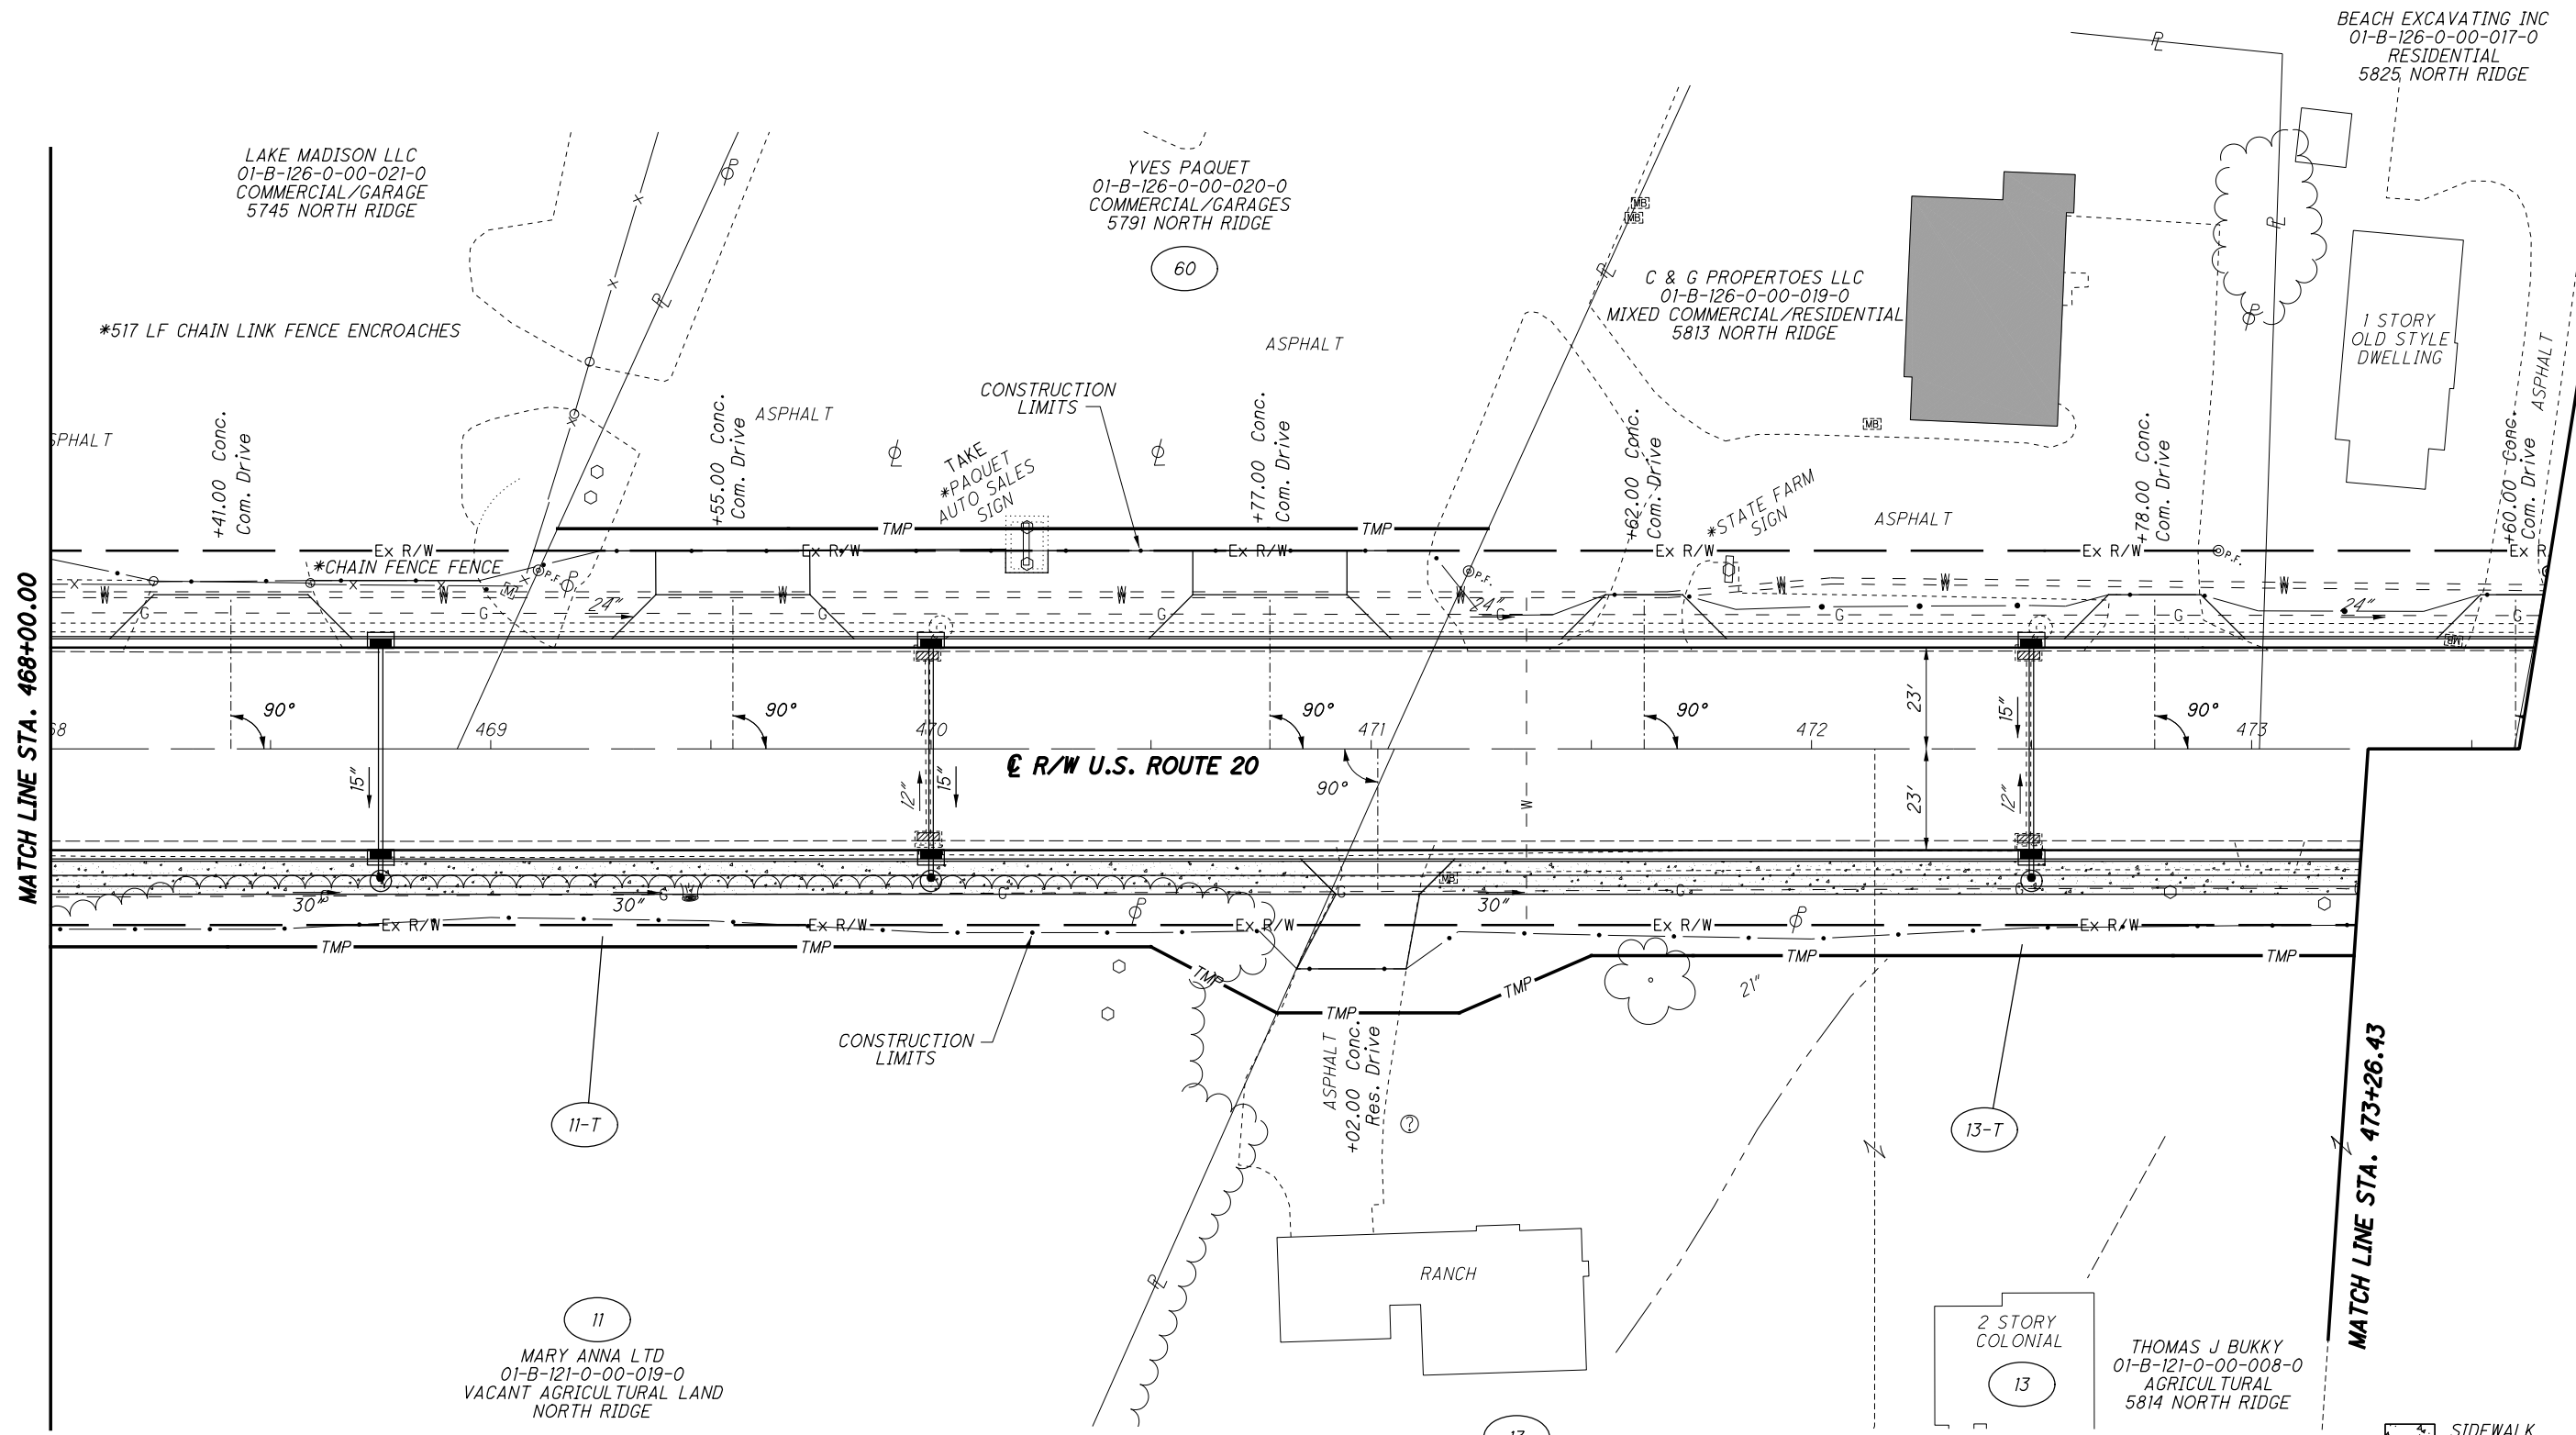 BEACH EXCAVATING INC
01-B-126-0-00-017-0
RESIDENTIAL
5825 NORTH RIDGE
LAKE MADISON LLC
01-B-126-0-00-021-0
COMMERCIAL/GARAGE
5745 NORTH RIDGE
YVES PAQUET
01-B-126-0-00-020-0
COMMERCIAL/GARAGES
5791 NORTH RIDGE
60
C & G PROPERTOES LLC
01-B-126-0-00-019-0
MIXED COMMERCIAL/RESIDENTIAL
5813 NORTH RIDGE
*517 LF CHAIN LINK FENCE ENCROACHES
1 STORY
OLD STYLE
DWELLING
ASPHALT
ASPHALT
ASPHALT
ASPHALT
CONSTRUCTION
LIMITS
+41.00 Conc.
Com. Drive
+55.00 Conc.
Com. Drive
TAKE
*PAQUET
AUTO SALES
SIGN
+77.00 Conc.
Com. Drive
+62.00 Conc.
Com. Drive
*STATE FARM
SIGN
+78.00 Conc.
Com. Drive
+60.00 Conc.
Com. Drive
TMP TMP
Ex R/W Ex R/W Ex R/W Ex R/W Ex R/W Ex R
*CHAIN FENCE FENCE
P.F. P.F. P.F.
W W W W W W W W
G G G G G G G
24" 24" 24"
MATCH LINE STA. 468+00.00
90° 90° 90° 90° 90°
68 469 470 471 472 473
23'
15"
℄ R/W U.S. ROUTE 20
90°
15" 12" 15" W 23' 12"
30" 30" 30"
Ex R/W Ex R/W Ex R/W Ex R/W Ex R/W
TMP TMP TMP TMP TMP TMP TMP
21"
CONSTRUCTION
LIMITS
ASPHALT
+02.00 Conc.
Res. Drive
?
11-T
13-T
MATCH LINE STA. 473+26.43
RANCH
11
MARY ANNA LTD
01-B-121-0-00-019-0
VACANT AGRICULTURAL LAND
NORTH RIDGE
2 STORY
COLONIAL
13
THOMAS J BUKKY
01-B-121-0-00-008-0
AGRICULTURAL
5814 NORTH RIDGE
SIDEWALK